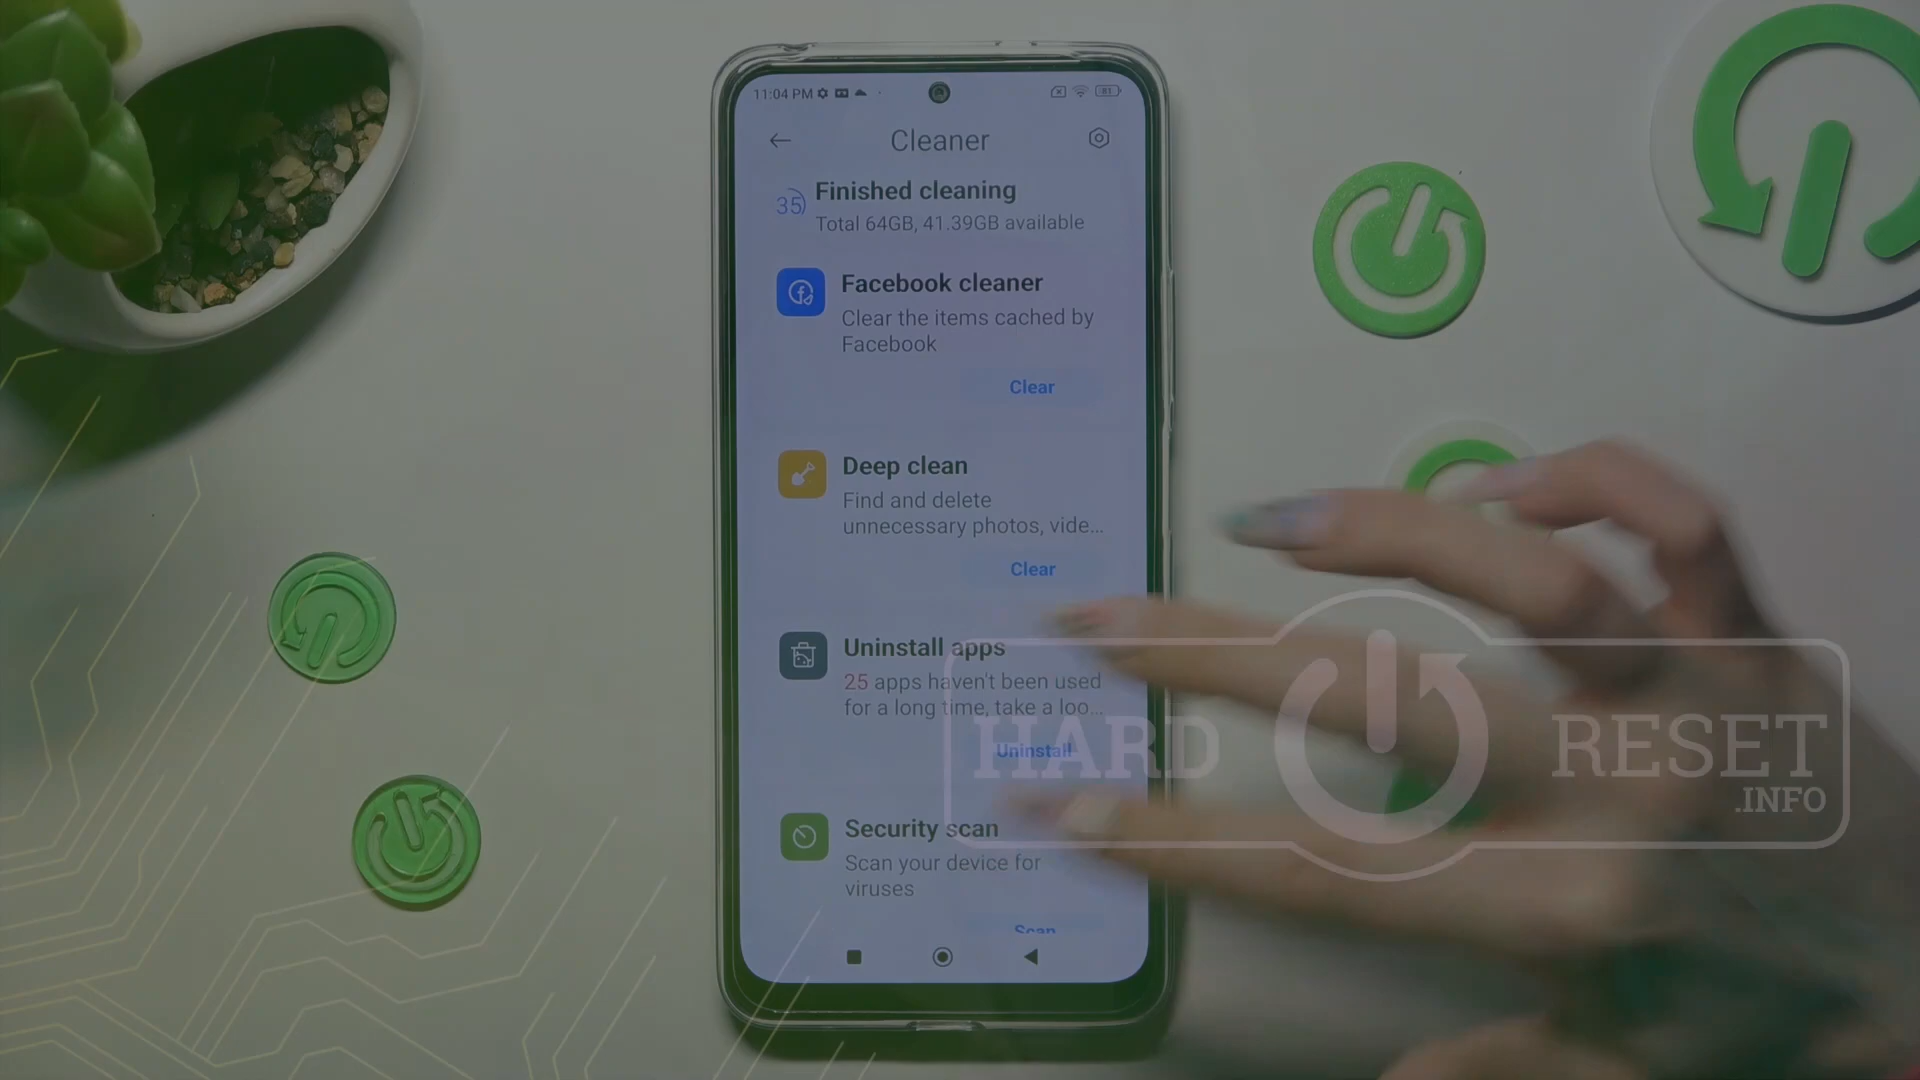 11:04 PM
81
Cleaner
35
Finished cleaning
Total 64GB, 41.39GB available
Facebook cleaner
Clear the items cached by
Facebook
Clear
Deep clean
Find and delete
unnecessary photos, vide...
Clear
Uninstall apps
25 apps haven't been used
for a long time, take a loo...
Uninstall
Security scan
Scan your device for
viruses
Scan
HARD RESET
.INFO